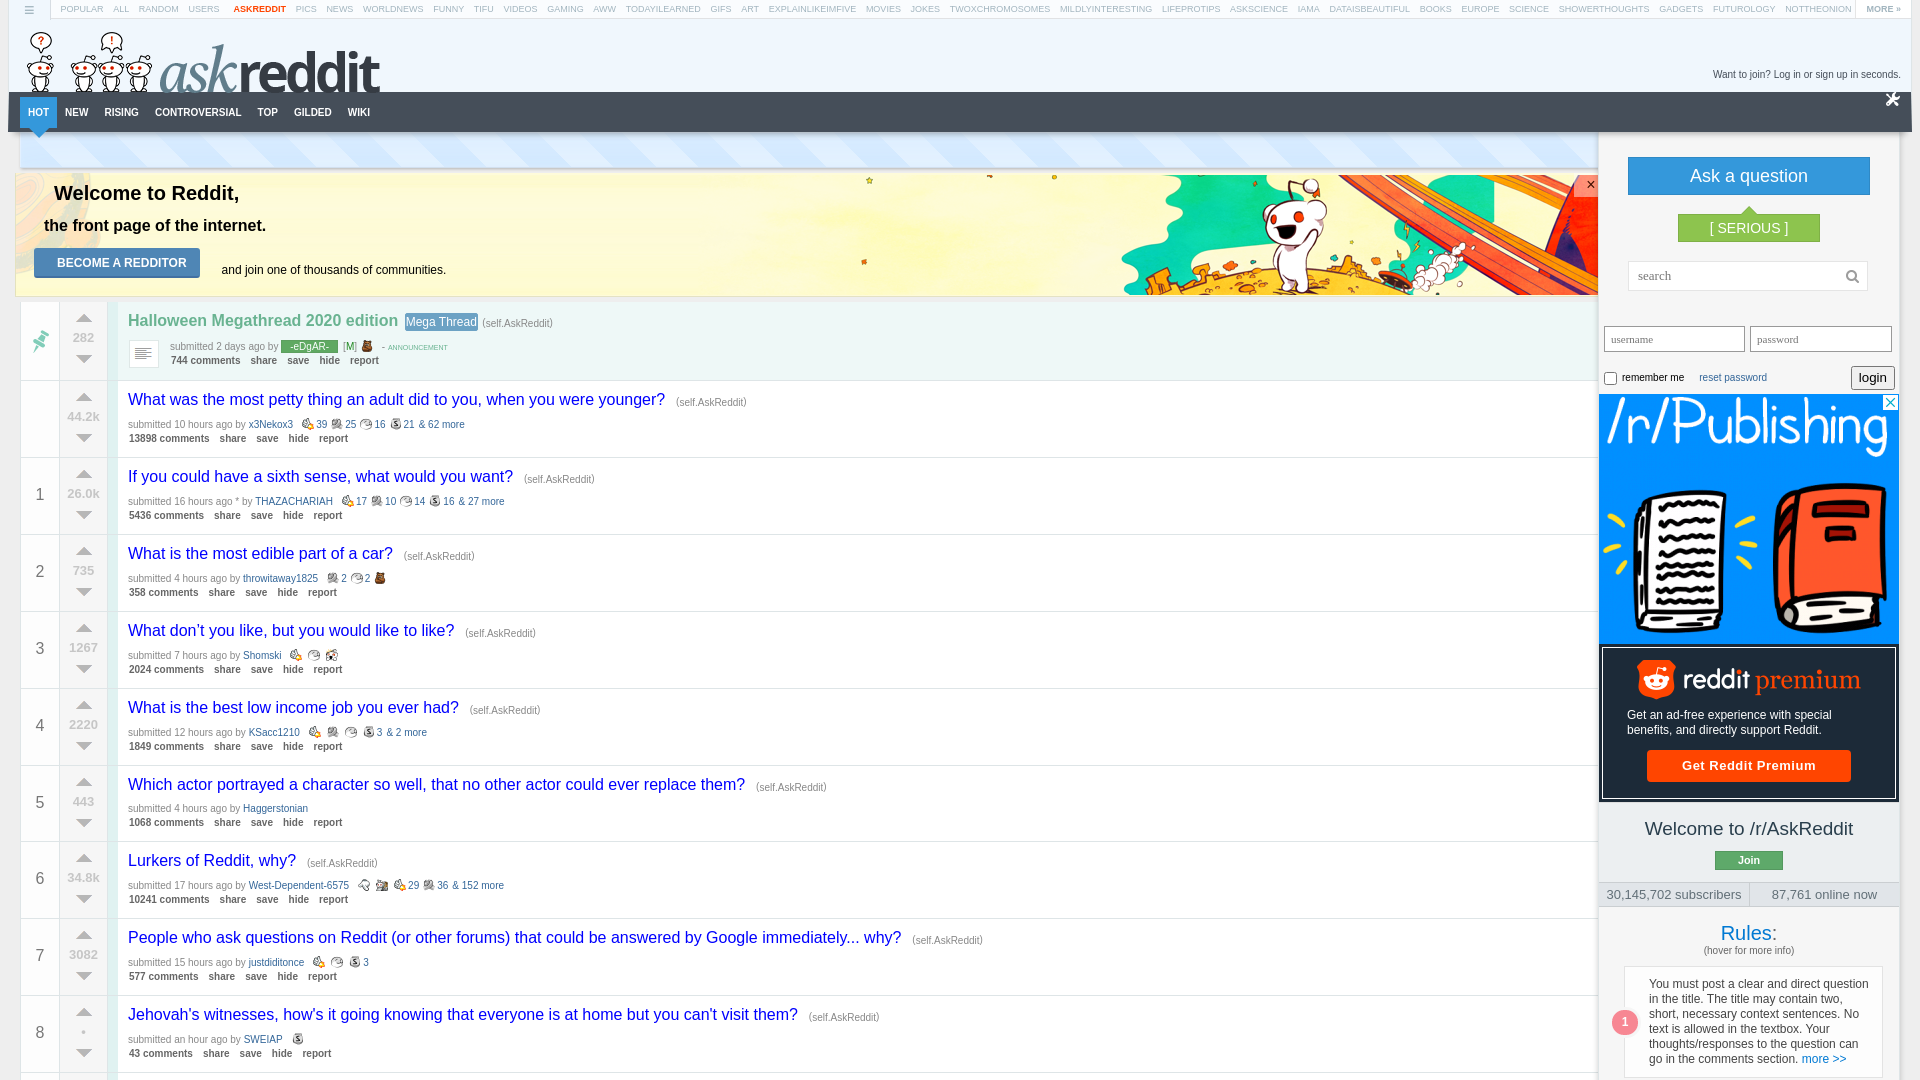 POPULAR ALL RANDOM USERS ASKREDDIT PICS NEWS WORLDNEWS FUNNY TIFU VIDEOS GAMING AWW TODAYILEARNED GIFS ART EXPLAINLIKEIMFIVE MOVIES JOKES TWOXCHROMOSOMES MILDLYINTERESTING LIFEPROTIPS ASKSCIENCE IAMA DATAISBEAUTIFUL BOOKS EUROPE SCIENCE SHOWERTHOUGHTS GADGETS FUTUROLOGY NOTTHEONION MORE »
? !
askreddit
Want to join? Log in or sign up in seconds.
HOT NEW RISING CONTROVERSIAL TOP GILDED WIKI
Welcome to Reddit,
the front page of the internet.
BECOME A REDDITOR and join one of thousands of communities.
×
282
Halloween Megathread 2020 edition Mega Thread (self.AskReddit)
submitted 2 days ago by -eDgAR- [M] - ANNOUNCEMENT
744 comments share save hide report
44.2k
What was the most petty thing an adult did to you, when you were younger? (self.AskReddit)
submitted 10 hours ago by x3Nekox3 39 25 16 21 & 62 more
13898 comments share save hide report
1
26.0k
If you could have a sixth sense, what would you want? (self.AskReddit)
submitted 16 hours ago * by THAZACHARIAH 17 10 14 16 & 27 more
5436 comments share save hide report
2
735
What is the most edible part of a car? (self.AskReddit)
submitted 4 hours ago by throwitaway1825 2 2
358 comments share save hide report
3
1267
What don’t you like, but you would like to like? (self.AskReddit)
submitted 7 hours ago by Shomski
2024 comments share save hide report
4
2220
What is the best low income job you ever had? (self.AskReddit)
submitted 12 hours ago by KSacc1210 3 & 2 more
1849 comments share save hide report
5
443
Which actor portrayed a character so well, that no other actor could ever replace them? (self.AskReddit)
submitted 4 hours ago by Haggerstonian
1068 comments share save hide report
6
34.8k
Lurkers of Reddit, why? (self.AskReddit)
submitted 17 hours ago by West-Dependent-6575 29 36 & 152 more
10241 comments share save hide report
7
3082
People who ask questions on Reddit (or other forums) that could be answered by Google immediately... why? (self.AskReddit)
submitted 15 hours ago by justdiditonce 3
577 comments share save hide report
8
•
Jehovah's witnesses, how's it going knowing that everyone is at home but you can't visit them? (self.AskReddit)
submitted an hour ago by SWEIAP
43 comments share save hide report
Ask a question
[ SERIOUS ]
search
username password
remember me reset password login
/r/Publishing
reddit premium
Get an ad-free experience with special
benefits, and directly support Reddit.
Get Reddit Premium
Welcome to /r/AskReddit
Join
30,145,702 subscribers 87,761 online now
Rules:
(hover for more info)
1
You must post a clear and direct question
in the title. The title may contain two,
short, necessary context sentences. No
text is allowed in the textbox. Your
thoughts/responses to the question can
go in the comments section. more >>